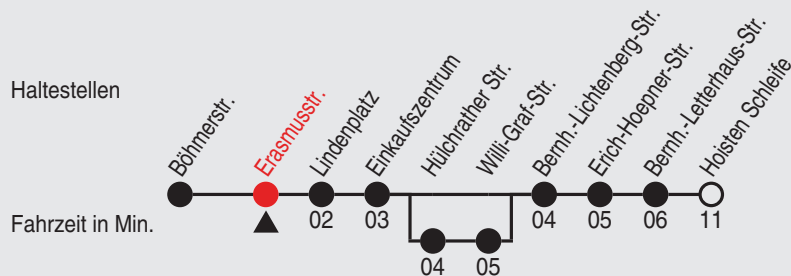 Haltestellen
Böhmerstr.
Erasmusstr.
Lindenplatz
Einkaufszentrum
Hülchrather Str.
Willi-Graf-Str.
Bernh.-Lichtenberg-Str.
Erich-Hoepner-Str.
Bernh.-Letterhaus-Str.
Hoisten Schleife
Fahrzeit in Min.
02 03 04 05 06 11
04 05